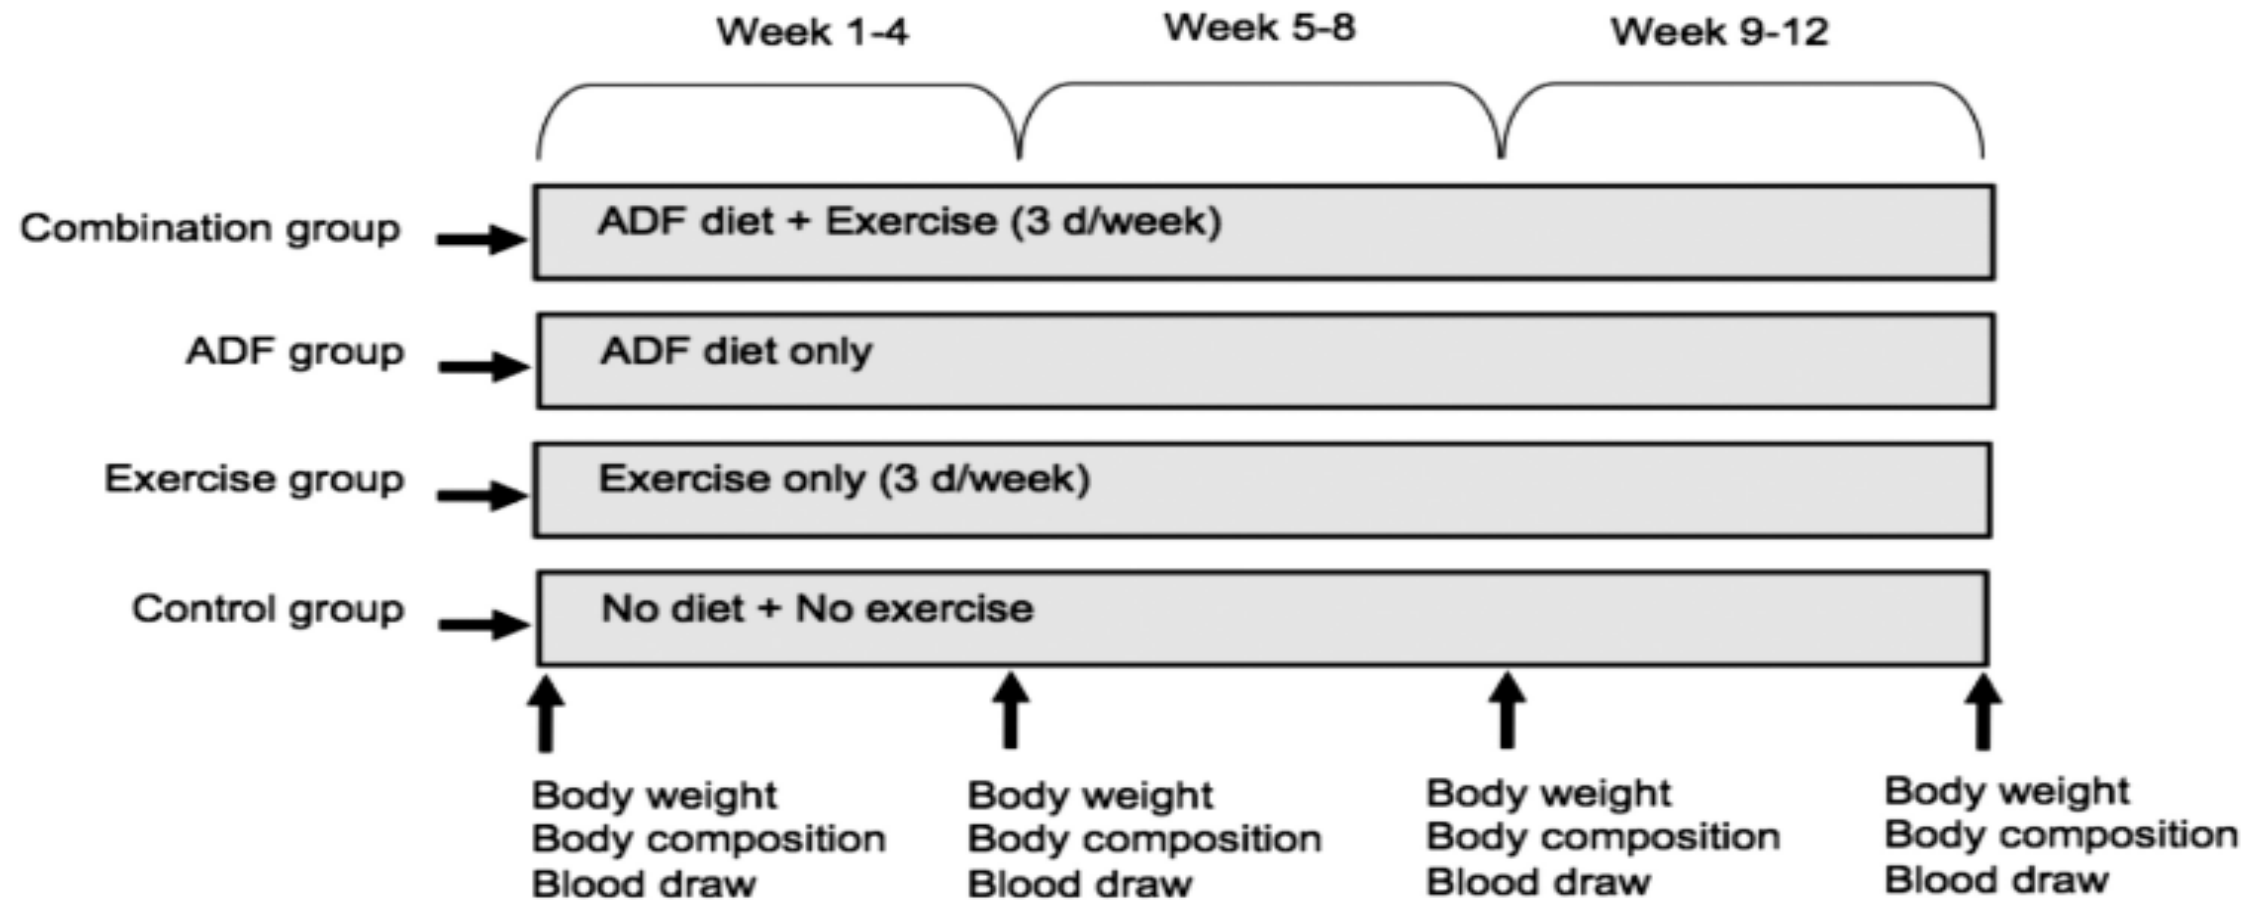 Week 1-4
Week 5-8
Week 9-12
Combination group
ADF diet + Exercise (3 d/week)
ADF group
ADF diet only
Exercise group
Exercise only (3 d/week)
Control group
No diet + No exercise
Body weight
Body composition
Blood draw
Body weight
Body composition
Blood draw
Body weight
Body composition
Blood draw
Body weight
Body composition
Blood draw